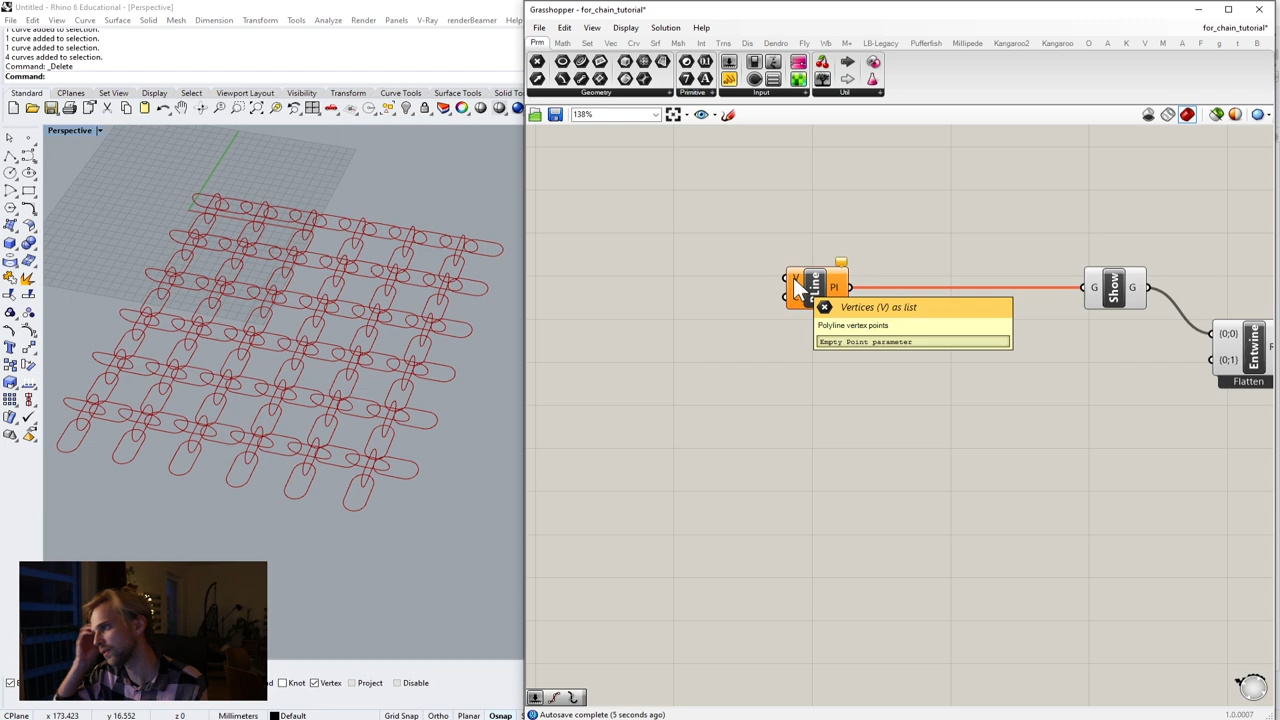 Untitled - Rhino 6 Educational - [Perspective]
File Edit View Curve Surface Solid Mesh Dimension Transform Tools Analyze Render Panels V-Ray renderBeamer Help
1 curve added to selection.
1 curve added to selection.
4 curves added to selection.
Command: _Delete
Command:
Standard CPlanes Set View Display Select Viewport Layout Visibility Transform Curve Tools Surface Tools Solid To
Perspective
Knot Vertex Project Disable
CPlane x 173.423 y 16.552 z 0 Millimeters Default Grid Snap Ortho Planar Osnap
Grasshopper - for_chain_tutorial*
File Edit View Display Solution Help for_chain_tutorial*
Prm Math Set Vec Crv Srf Msh Int Trns Dis Dendro Fly Wb M+ LB-Legacy Pufferfish Millipede Kangaroo2 Kangaroo O A K g V M A F g B
Geometry Primitive Input Util
138%
V PLine Pl
Vertices (V) as list
Polyline vertex points
Empty Point parameter
G Show G
{0;0}
{0;1}
Entwine
Flatten
Autosave complete (5 seconds ago)
1.0.0007